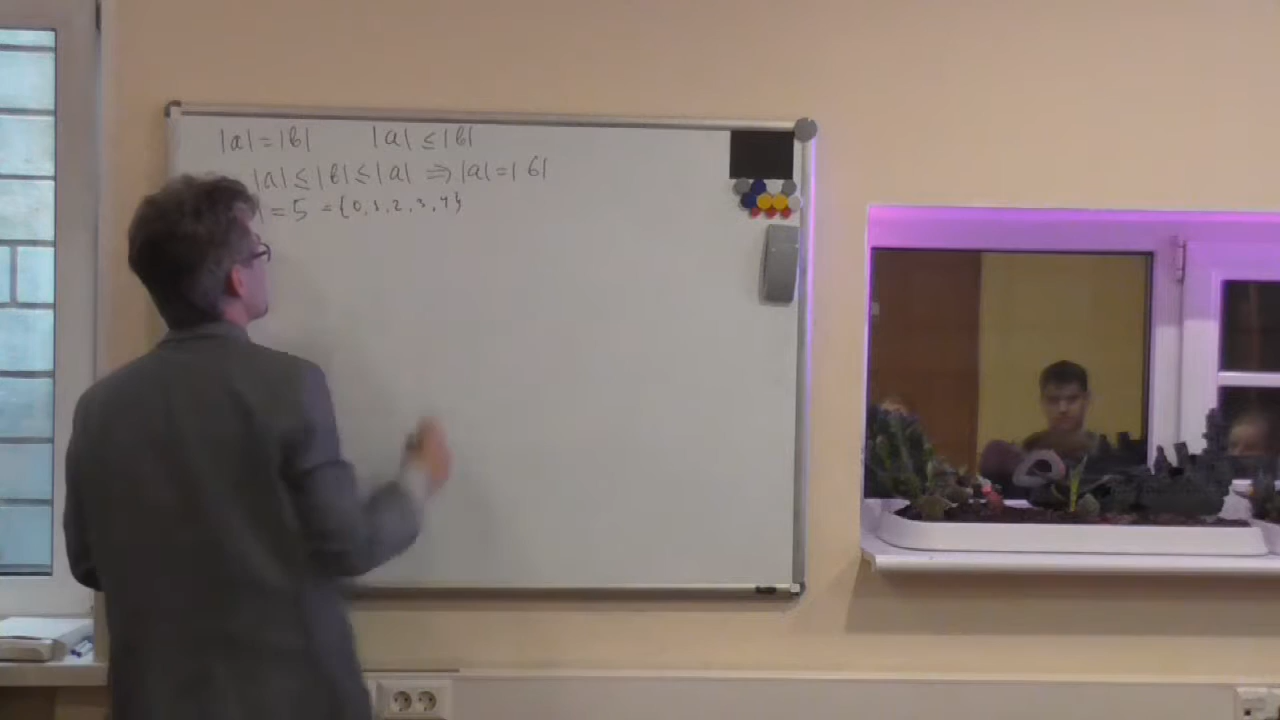 |a| = |b|   |a| ≤ |b|
|a| ≤ |b| ≤ |a| ⇒ |a| = |b|
| = 5 = {0, 1, 2, 3, 4}